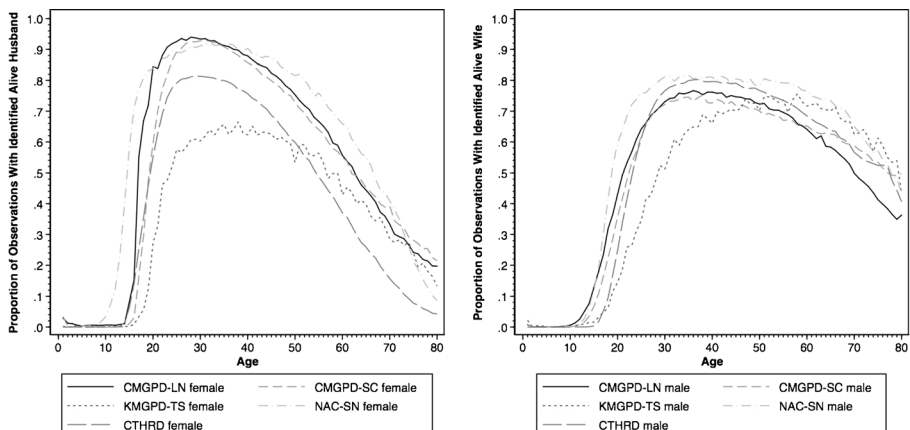 Proportion of Observations With Identified Alive Husband
1.0
.9
.8
.7
.6
.5
.4
.3
.2
.1
.0
0 10 20 30 40 50 60 70 80
Age
CMGPD-LN female CMGPD-SC female
KMGPD-TS female NAC-SN female
CTHRD female
Proportion of Observations With Identified Alive Wife
1.0
.9
.8
.7
.6
.5
.4
.3
.2
.1
.0
0 10 20 30 40 50 60 70 80
Age
CMGPD-LN male CMGPD-SC male
KMGPD-TS male NAC-SN male
CTHRD male